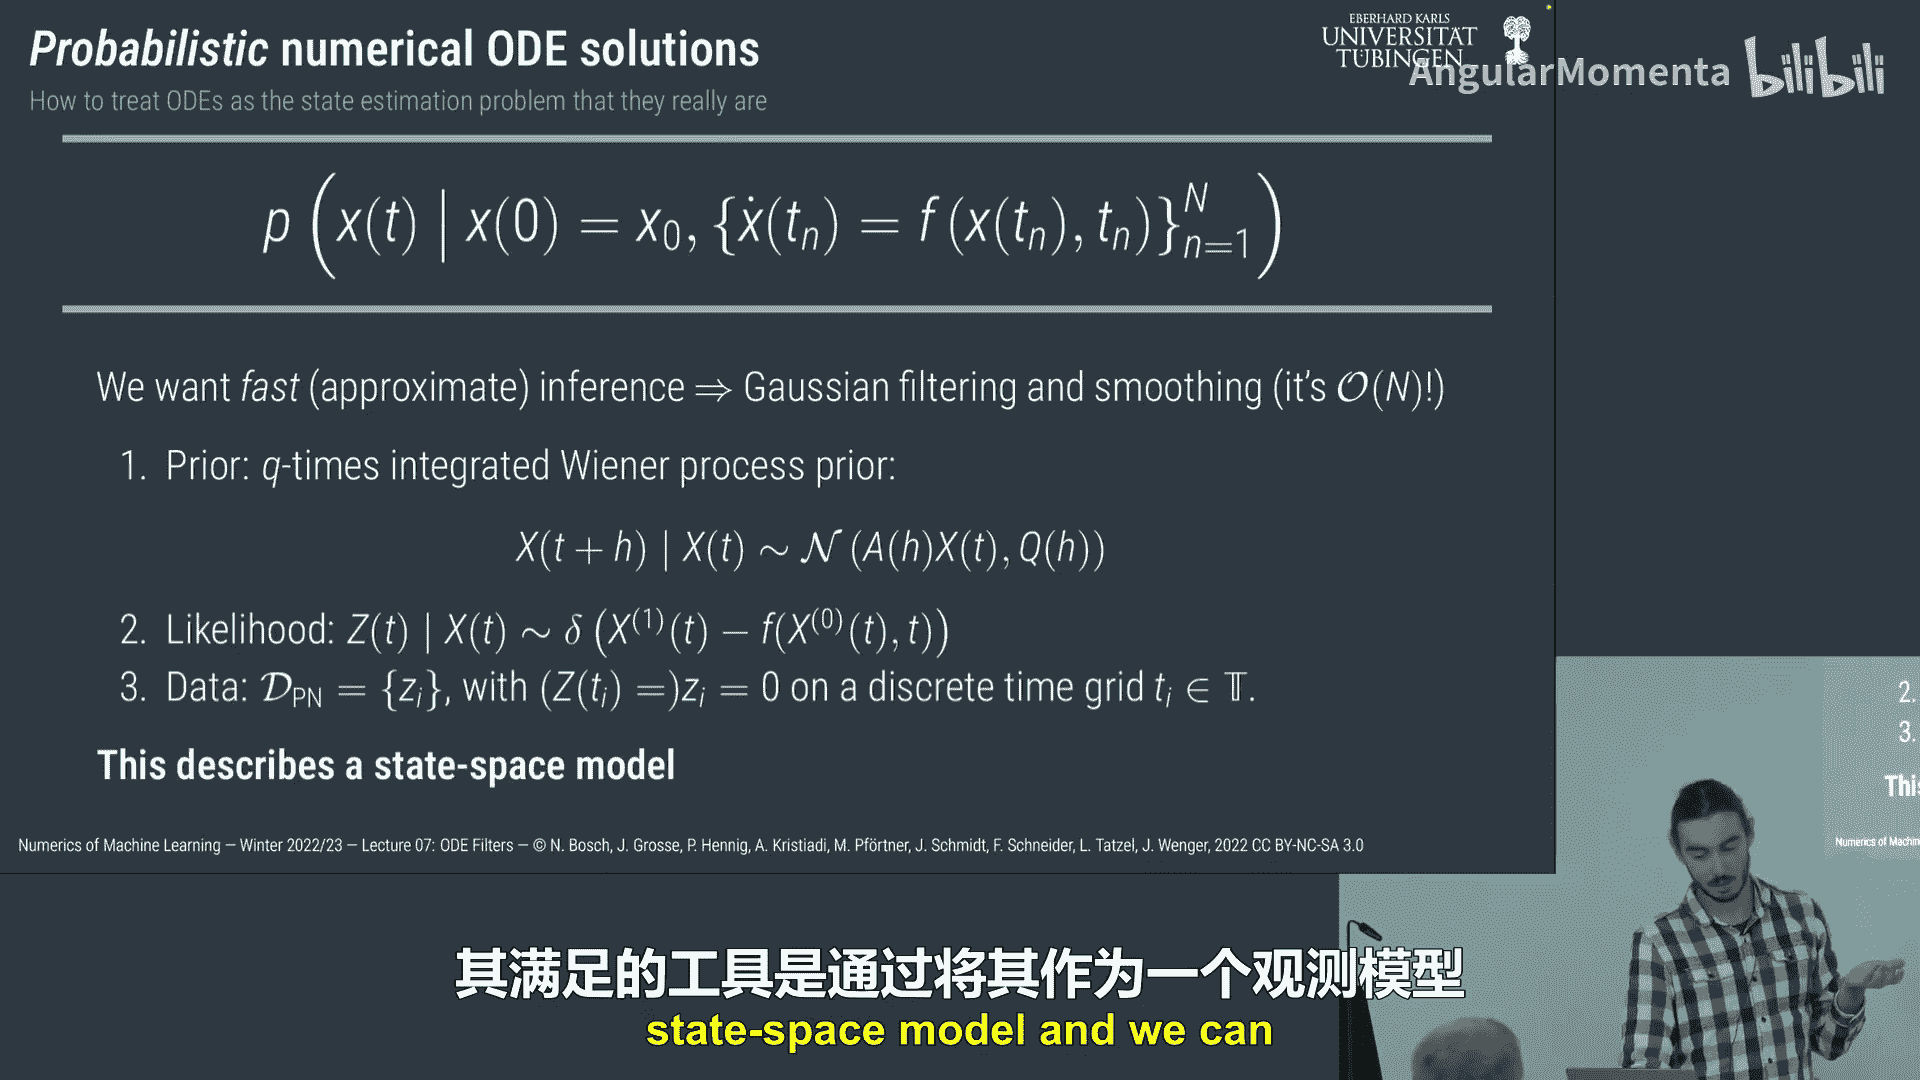 Probabilistic numerical ODE solutions
How to treat ODEs as the state estimation problem that they really are
EBERHARD KARLS
UNIVERSITÄT
TÜBINGEN
AngularMomenta
bilibili
p ( x(t) | x(0) = x₀, {ẋ(tₙ) = f (x(tₙ), tₙ)}ᴺₙ₌₁ )
We want fast (approximate) inference ⇒ Gaussian filtering and smoothing (it's 𝒪(N)!)
1. Prior: q-times integrated Wiener process prior:
X(t + h) | X(t) ∼ 𝒩 (A(h)X(t), Q(h))
2. Likelihood: Z(t) | X(t) ∼ δ (X⁽¹⁾(t) − f(X⁽⁰⁾(t), t))
3. Data: 𝒟_PN = {zᵢ}, with (Z(tᵢ) =)zᵢ = 0 on a discrete time grid tᵢ ∈ 𝕋.
This describes a state-space model
Numerics of Machine Learning — Winter 2022/23 — Lecture 07: ODE Filters — © N. Bosch, J. Grosse, P. Hennig, A. Kristiadi, M. Pförtner, J. Schmidt, F. Schneider, L. Tatzel, J. Wenger, 2022 CC BY-NC-SA 3.0
2.
3.
This
Numerics of Machin
其满足的工具是通过将其作为一个观测模型
state-space model and we can